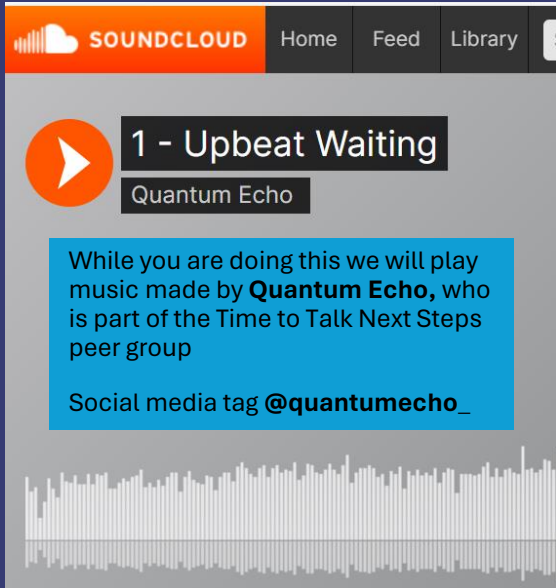 SOUNDCLOUD Home Feed Library S
1 - Upbeat Waiting
Quantum Echo
While you are doing this we will play
music made by Quantum Echo, who
is part of the Time to Talk Next Steps
peer group
Social media tag @quantumecho_